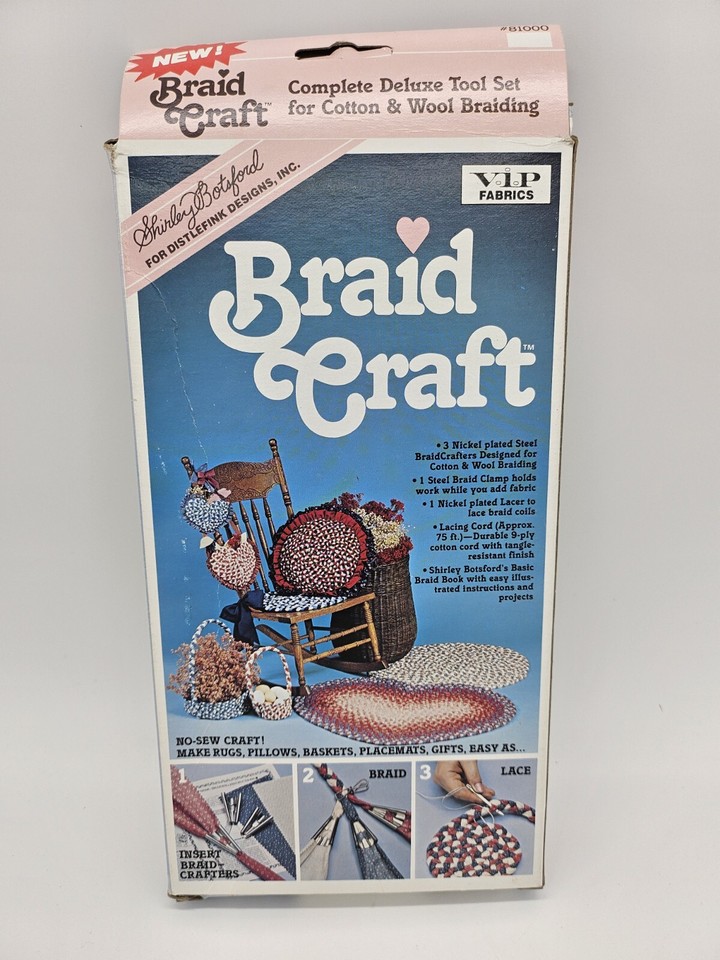 #B1000
NEW!
Braid
Craft™
Complete Deluxe Tool Set
for Cotton & Wool Braiding
Shirley Botsford
FOR DISTLEFINK DESIGNS, INC.
V.i.P
FABRICS
Braid
Craft™
• 3 Nickel plated Steel
BraidCrafters Designed for
Cotton & Wool Braiding
• 1 Steel Braid Clamp holds
work while you add fabric
• 1 Nickel plated Lacer to
lace braid coils
• Lacing Cord (Approx.
75 ft.)—Durable 9-ply
cotton cord with tangle-
resistant finish
• Shirley Botsford's Basic
Braid Book with easy illus-
trated instructions and
projects
NO-SEW CRAFT!
MAKE RUGS, PILLOWS, BASKETS, PLACEMATS, GIFTS, EASY AS...
1
INSERT
BRAID-
CRAFTERS
2 BRAID
3 LACE